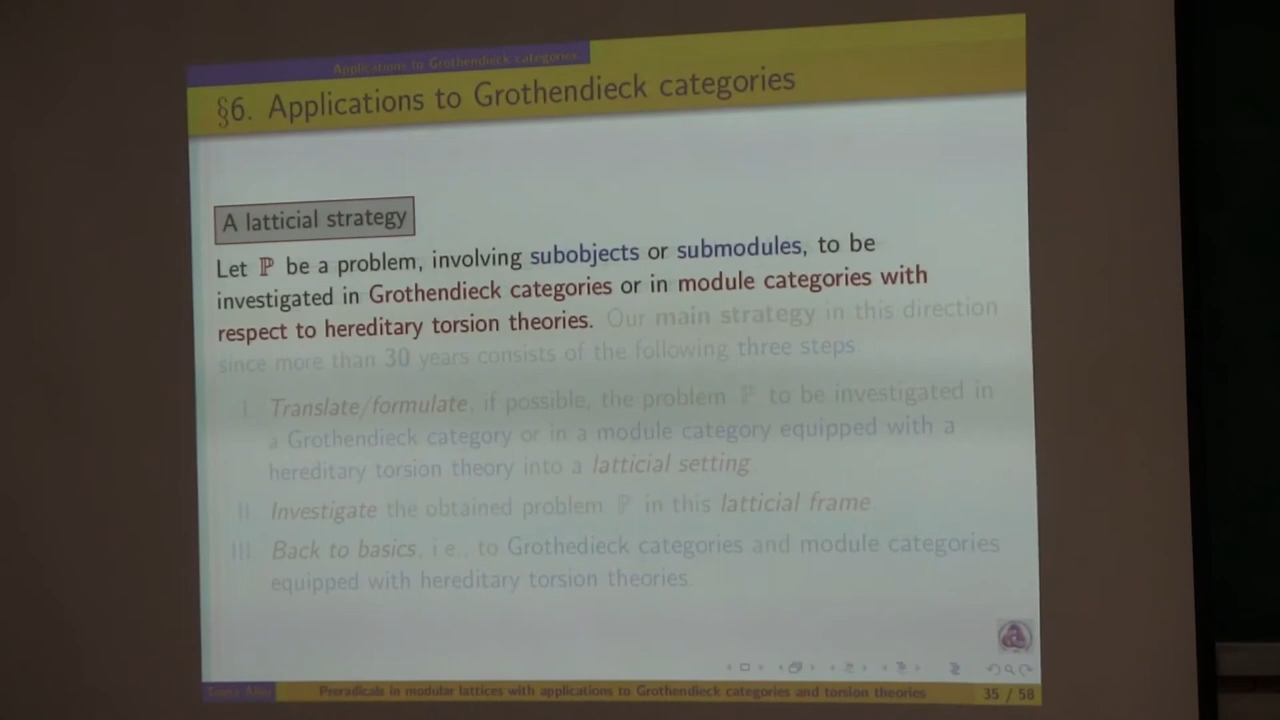 Applications to Grothendieck categories
§6. Applications to Grothendieck categories
A latticial strategy
Let ℙ be a problem, involving subobjects or submodules, to be
investigated in Grothendieck categories or in module categories with
respect to hereditary torsion theories. Our main strategy in this direction
since more than 30 years consists of the following three steps
I Translate/formulate, if possible, the problem ℙ to be investigated in
a Grothendieck category or in a module category equipped with a
hereditary torsion theory into a latticial setting
II Investigate the obtained problem ℙ in this latticial frame
III Back to basics, i.e., to Grothedieck categories and module categories
equipped with hereditary torsion theories.
Preradicals in modular lattices with applications to Grothendieck categories and torsion theories 35 / 58